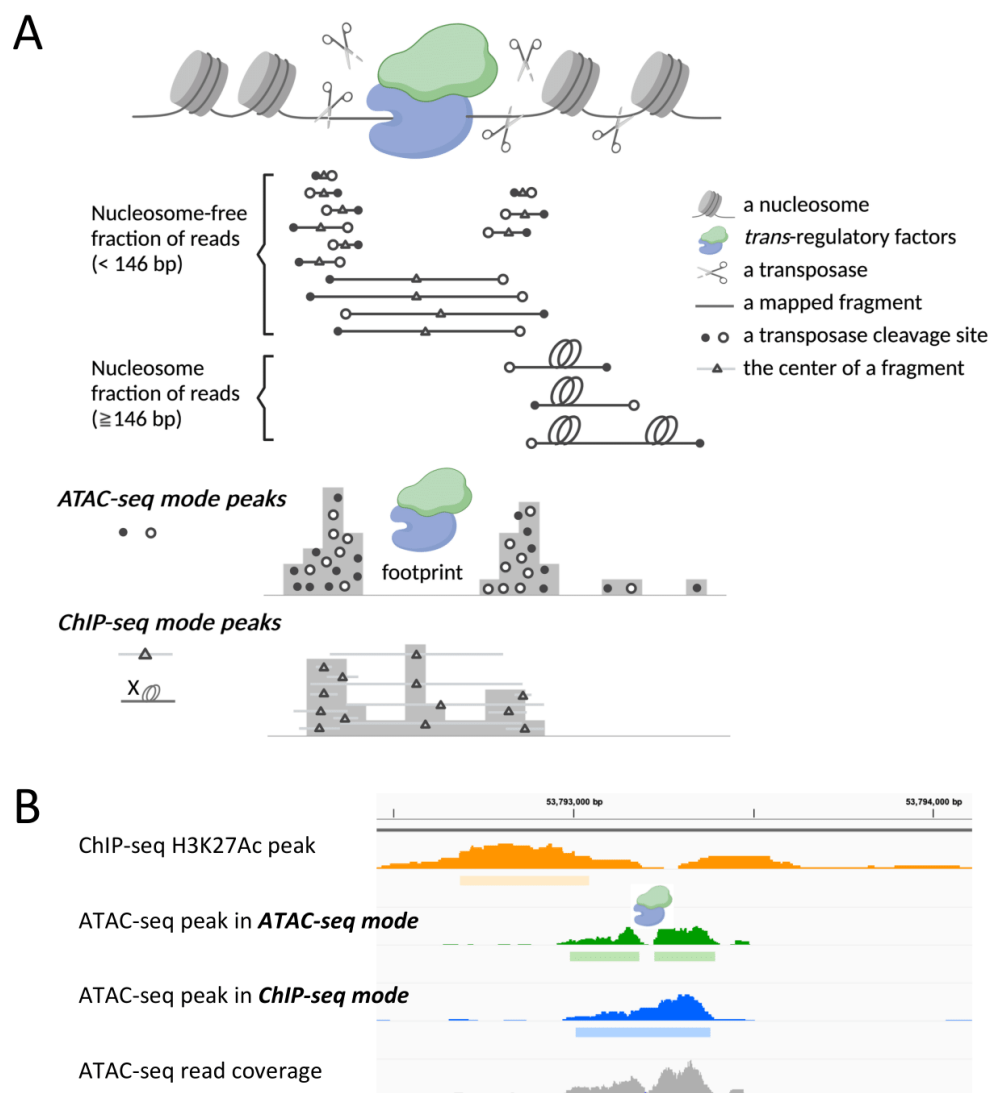 A
Nucleosome-free
fraction of reads
(< 146 bp)
a nucleosome
trans-regulatory factors
a transposase
a mapped fragment
a transposase cleavage site
the center of a fragment
Nucleosome
fraction of reads
(≧146 bp)
ATAC-seq mode peaks
footprint
ChIP-seq mode peaks
X
B
53,793,000 bp
53,794,000 bp
ChIP-seq H3K27Ac peak
ATAC-seq peak in ATAC-seq mode
ATAC-seq peak in ChIP-seq mode
ATAC-seq read coverage